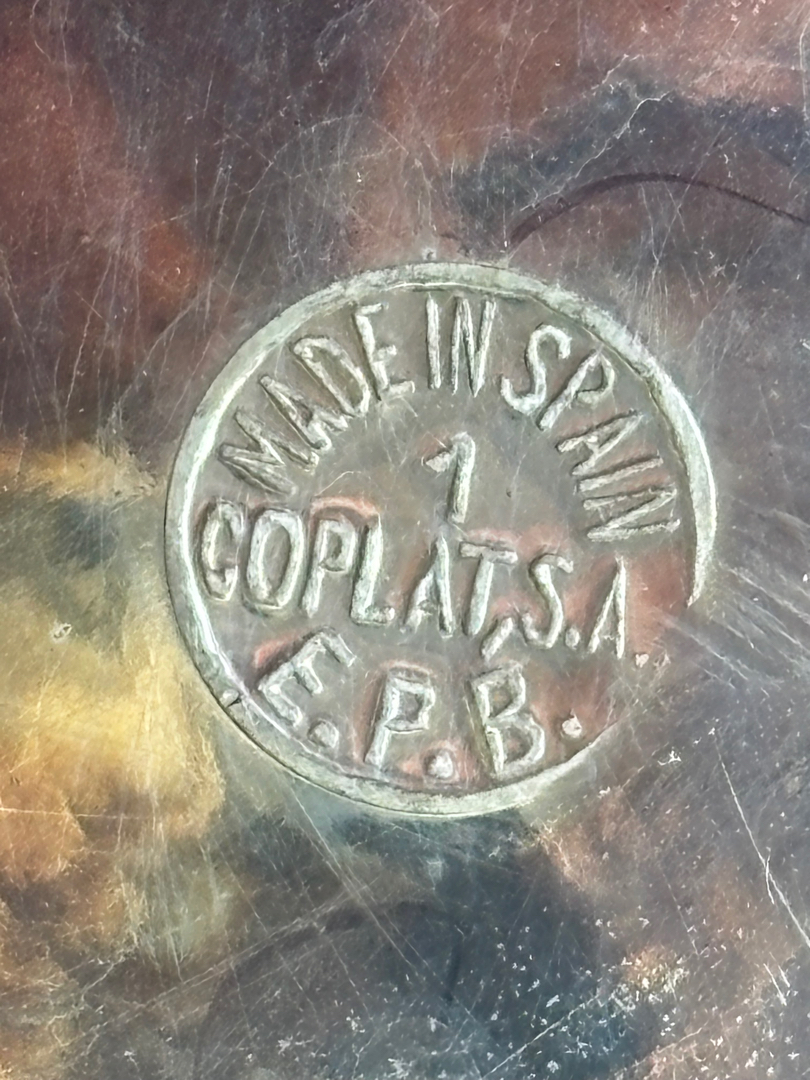 MADE IN SPAIN
1
COPLAT, S.A.
E.P.B.